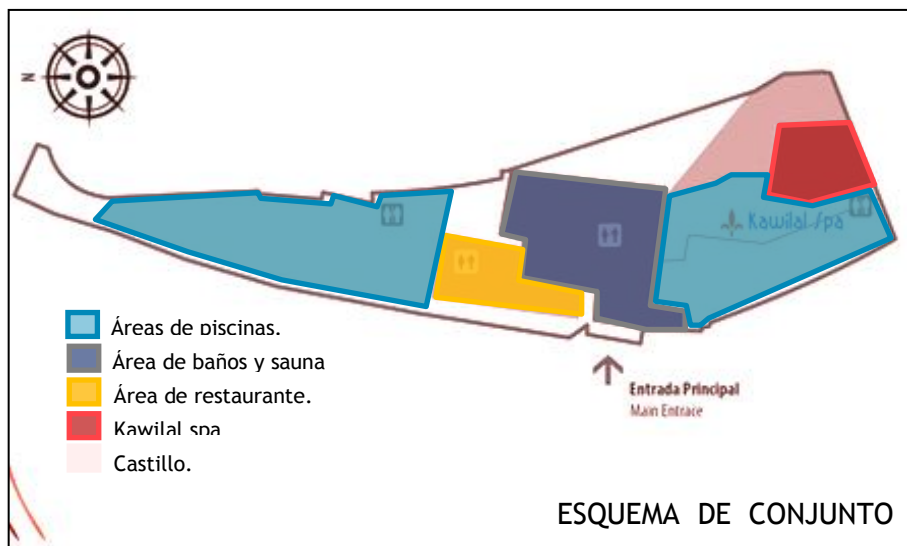 N
Kawilal spa
Áreas de piscinas.
Área de baños y sauna
Área de restaurante.
Kawilal spa
Castillo.
Entrada Principal
Main Entrace
ESQUEMA DE CONJUNTO